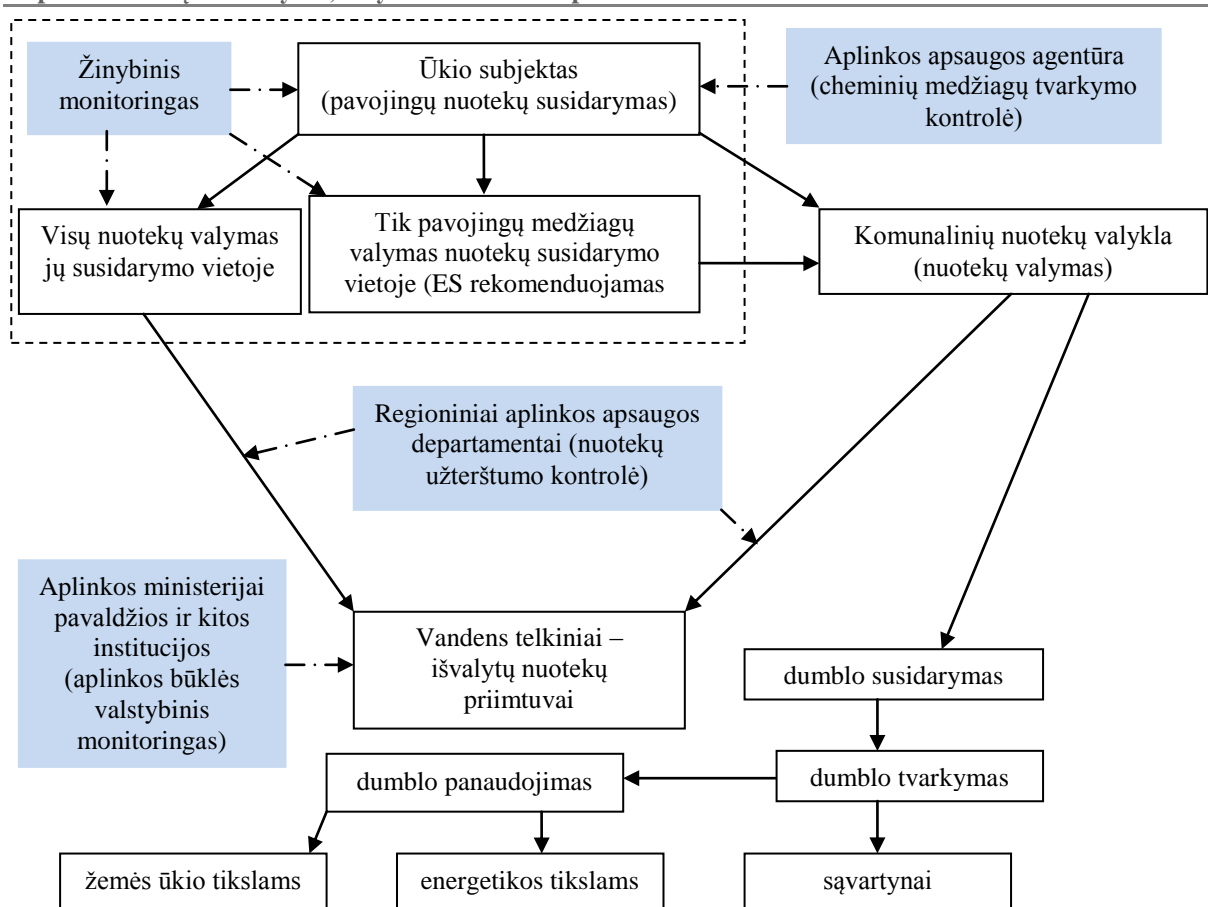 Žinybinis
monitoringas
Ūkio subjektas
(pavojingų nuotekų susidarymas)
Aplinkos apsaugos agentūra
(cheminių medžiagų tvarkymo
kontrolė)
Visų nuotekų valymas
jų susidarymo vietoje
Tik pavojingų medžiagų
valymas nuotekų susidarymo
vietoje (ES rekomenduojamas
Komunalinių nuotekų valykla
(nuotekų valymas)
Regioniniai aplinkos apsaugos
departamentai (nuotekų
užterštumo kontrolė)
Aplinkos ministerijai
pavaldžios ir kitos
institucijos
(aplinkos būklės
valstybinis
monitoringas)
Vandens telkiniai –
išvalytų nuotekų
priimtuvai
dumblo susidarymas
dumblo panaudojimas
dumblo tvarkymas
žemės ūkio tikslams
energetikos tikslams
sąvartynai